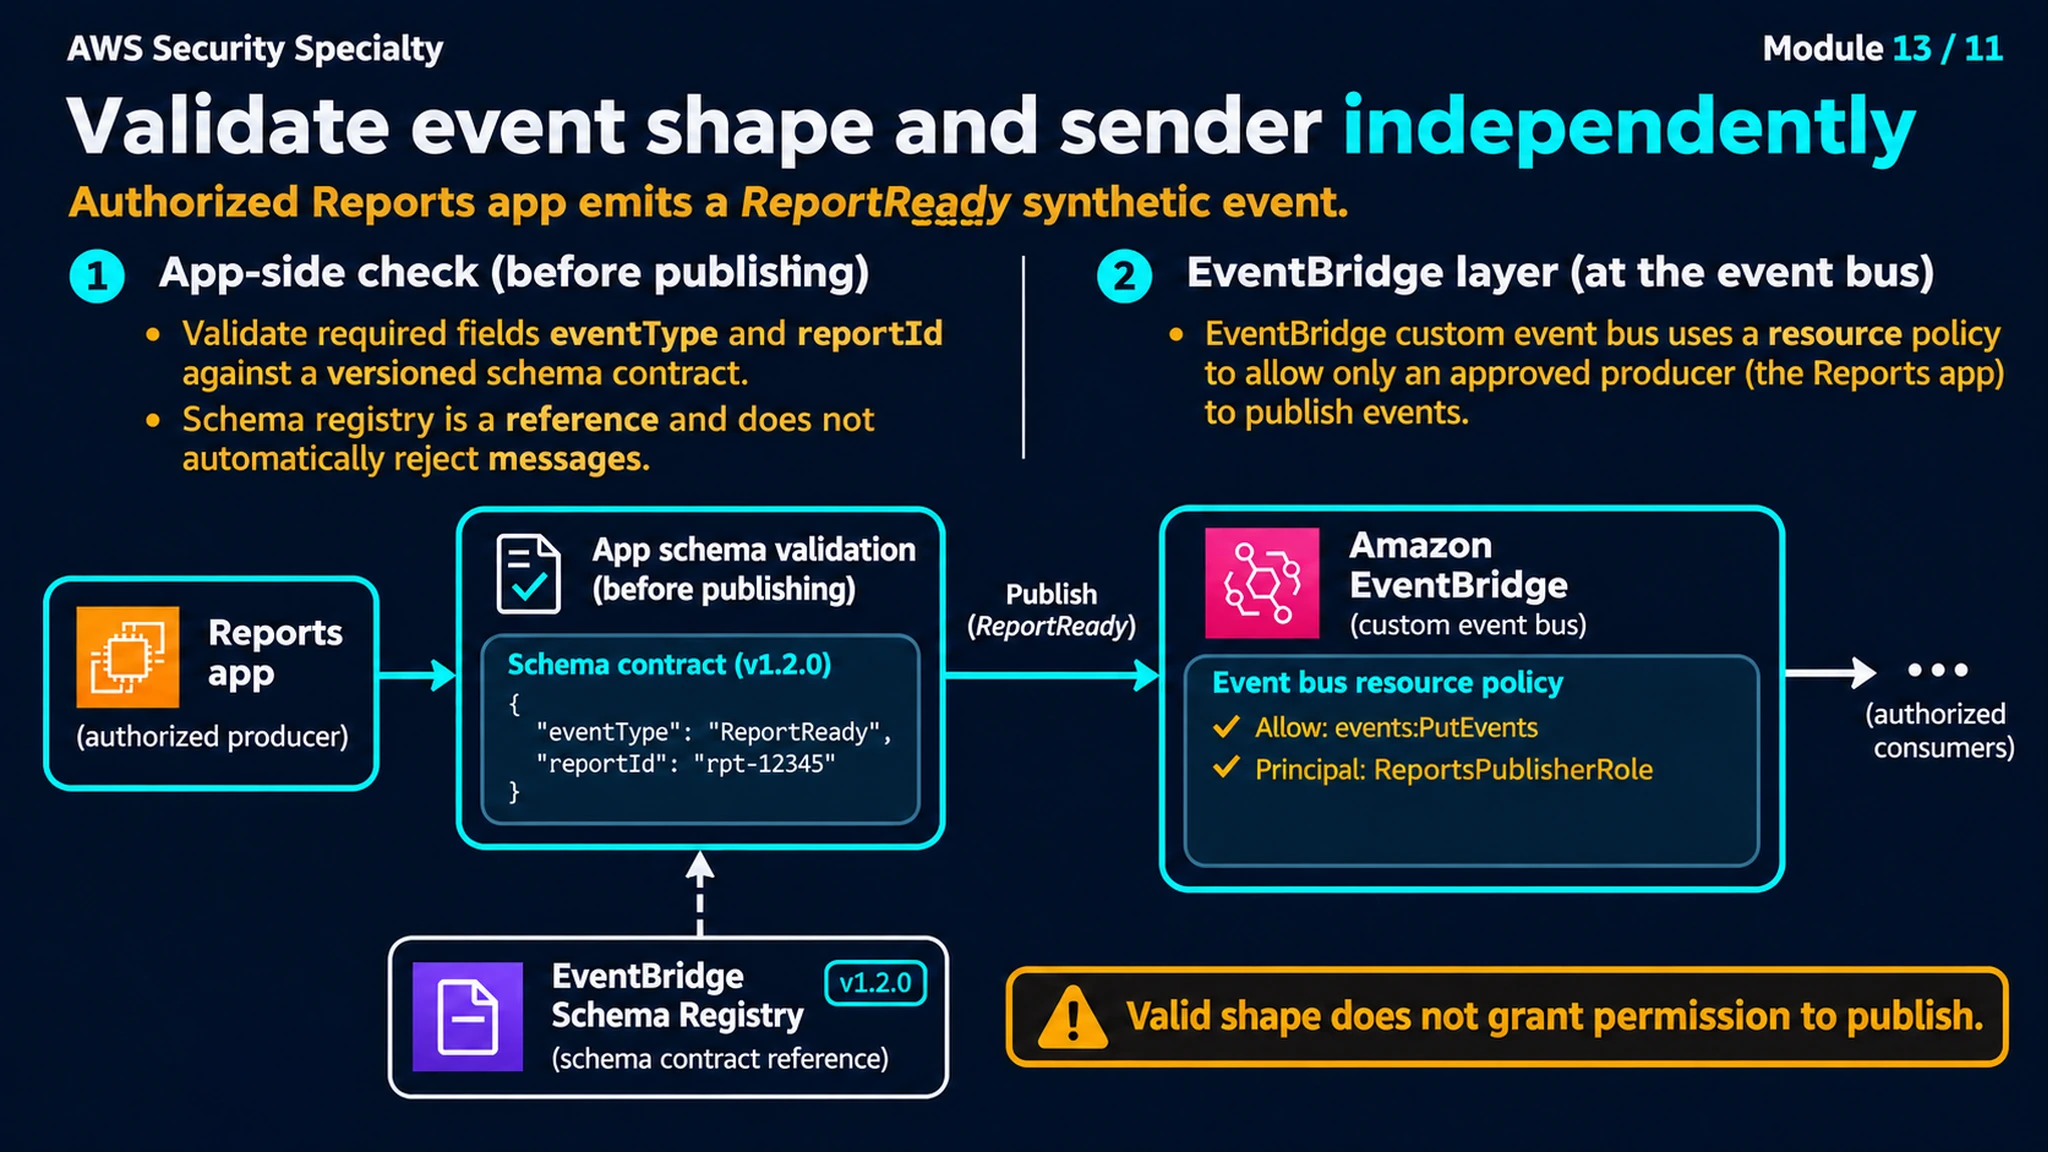 AWS Security Specialty
Module 13 / 11
Validate event shape and sender independently
Authorized Reports app emits a ReportReady synthetic event.
1 App-side check (before publishing)
• Validate required fields eventType and reportId
against a versioned schema contract.
• Schema registry is a reference and does not
automatically reject messages.
2 EventBridge layer (at the event bus)
• EventBridge custom event bus uses a resource policy
to allow only an approved producer (the Reports app)
to publish events.
Reports
app
(authorized producer)
App schema validation
(before publishing)
Schema contract (v1.2.0)
{
"eventType": "ReportReady",
"reportId": "rpt-12345"
}
Publish
(ReportReady)
Amazon
EventBridge
(custom event bus)
Event bus resource policy
✓ Allow: events:PutEvents
✓ Principal: ReportsPublisherRole
•••
(authorized
consumers)
EventBridge
Schema Registry
v1.2.0
(schema contract reference)
Valid shape does not grant permission to publish.